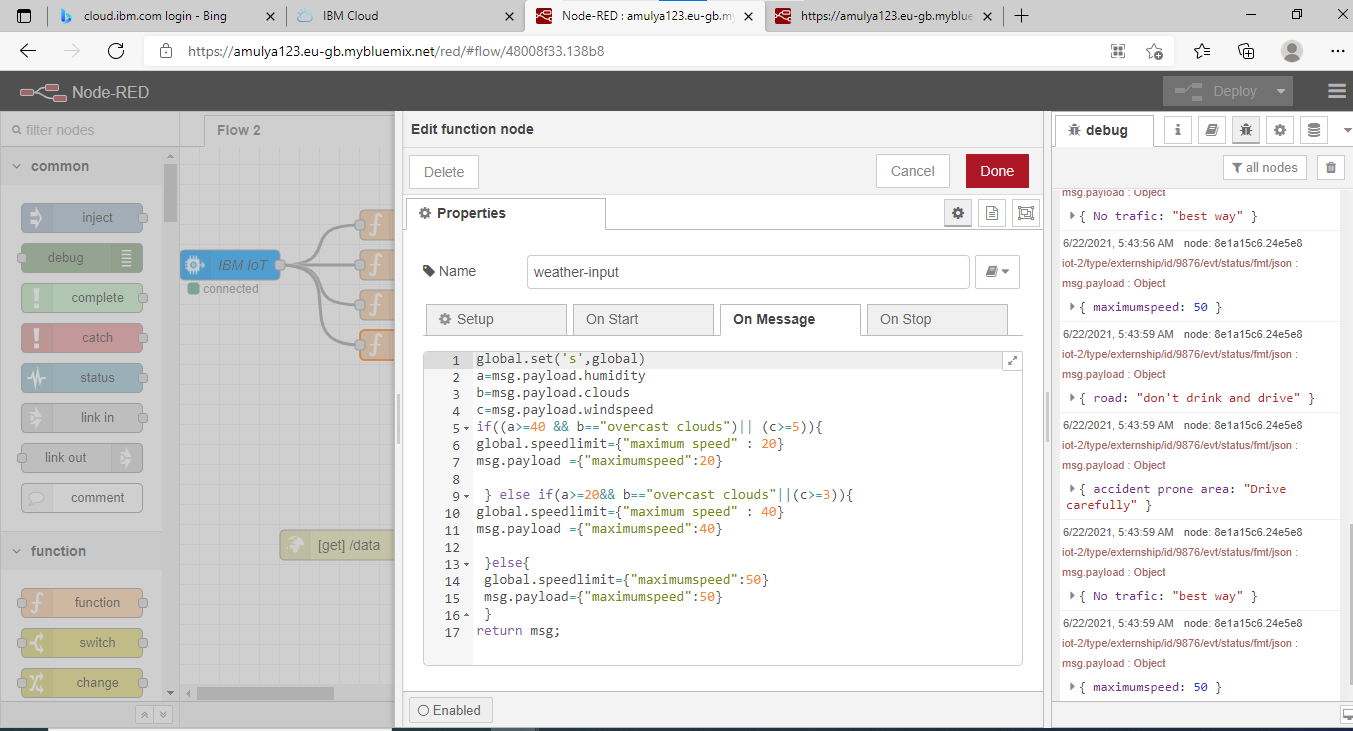 cloud.ibm.com login - Bing
IBM Cloud
Node-RED : amulya123.eu-gb.my
https://amulya123.eu-gb.myblue
https://amulya123.eu-gb.mybluemix.net/red/#flow/48008f33.138b8
Node-RED
Deploy
filter nodes
common
inject
debug
complete
catch
status
link in
link out
comment
function
function
switch
change
Flow 2
IBM IoT
connected
[get] /data
Edit function node
Delete
Cancel
Done
Properties
Name
weather-input
Setup
On Start
On Message
On Stop
1 global.set('s',global)
2 a=msg.payload.humidity
3 b=msg.payload.clouds
4 c=msg.payload.windspeed
5 if((a>=40 && b=="overcast clouds")|| (c>=5)){
6 global.speedlimit={"maximum speed" : 20}
7 msg.payload ={"maximumspeed":20}
8
9 } else if(a>=20&& b=="overcast clouds"||(c>=3)){
10 global.speedlimit={"maximum speed" : 40}
11 msg.payload ={"maximumspeed":40}
12
13 }else{
14 global.speedlimit={"maximumspeed":50}
15 msg.payload={"maximumspeed":50}
16 }
17 return msg;
Enabled
debug
all nodes
msg.payload : Object
{ No trafic: "best way" }
6/22/2021, 5:43:56 AM node: 8e1a15c6.24e5e8
iot-2/type/externship/id/9876/evt/status/fmt/json :
msg.payload : Object
{ maximumspeed: 50 }
6/22/2021, 5:43:59 AM node: 8e1a15c6.24e5e8
iot-2/type/externship/id/9876/evt/status/fmt/json :
msg.payload : Object
{ road: "don't drink and drive" }
6/22/2021, 5:43:59 AM node: 8e1a15c6.24e5e8
iot-2/type/externship/id/9876/evt/status/fmt/json :
msg.payload : Object
{ accident prone area: "Drive
carefully" }
6/22/2021, 5:43:59 AM node: 8e1a15c6.24e5e8
iot-2/type/externship/id/9876/evt/status/fmt/json :
msg.payload : Object
{ No trafic: "best way" }
6/22/2021, 5:43:59 AM node: 8e1a15c6.24e5e8
iot-2/type/externship/id/9876/evt/status/fmt/json :
msg.payload : Object
{ maximumspeed: 50 }